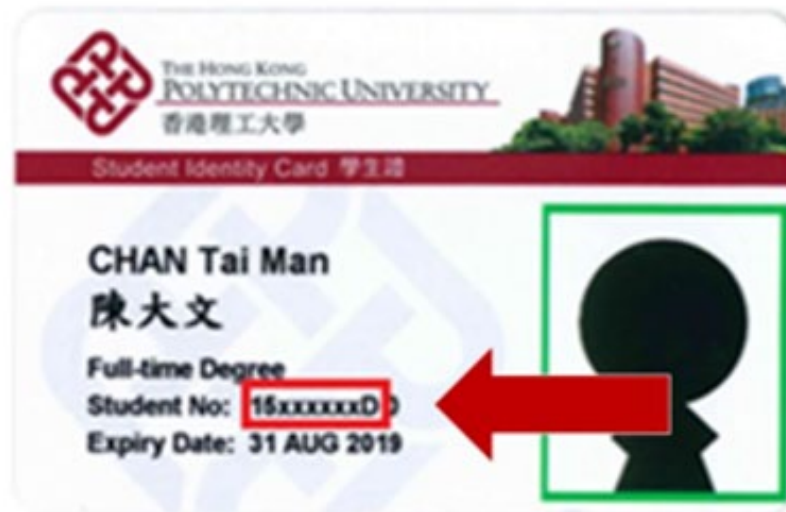 THE HONG KONG
POLYTECHNIC UNIVERSITY
香港理工大學
Student Identity Card 學生證
CHAN Tai Man
陳大文
Full-time Degree
Student No: 15xxxxxxD
Expiry Date: 31 AUG 2019